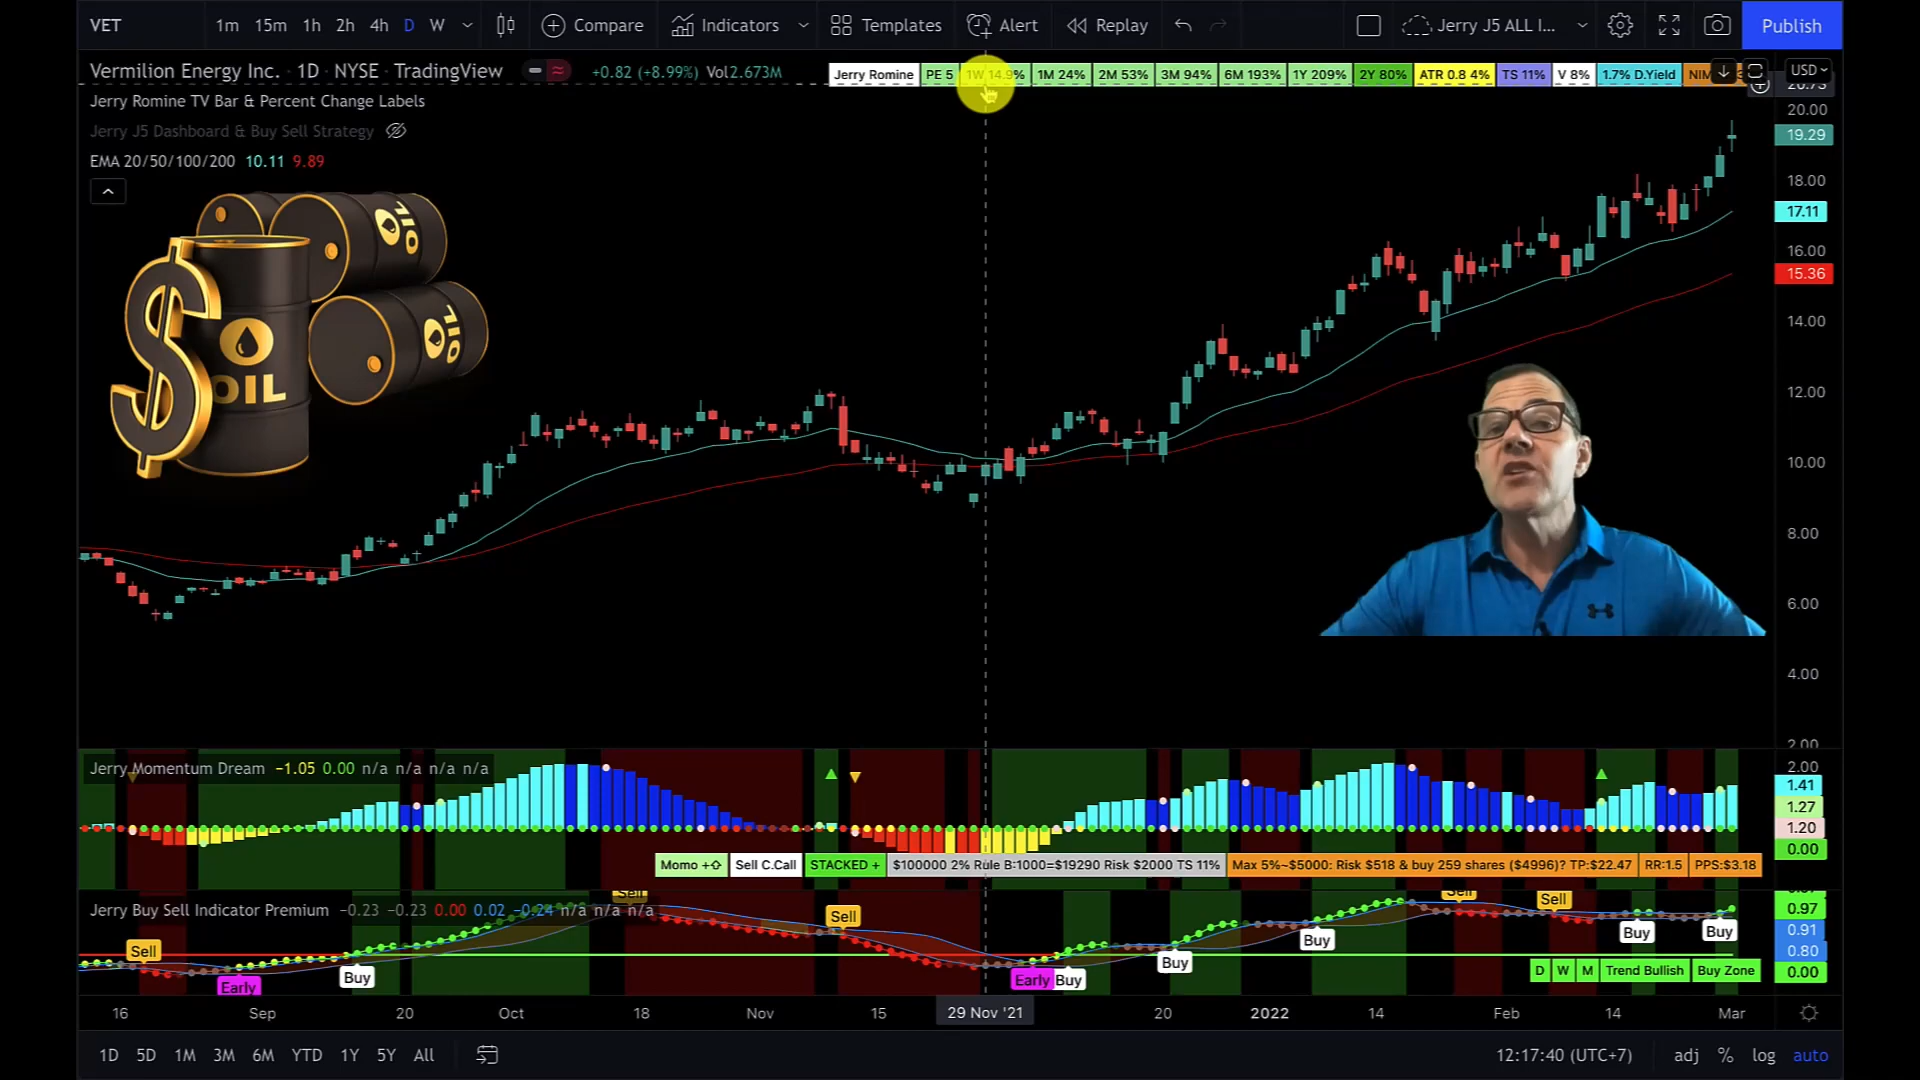 VET 1m 15m 1h 2h 4h D W Compare Indicators Templates Alert Replay Jerry J5 ALL I... Publish
Vermilion Energy Inc. · 1D · NYSE · TradingView +0.82 (+8.99%) Vol2.673M
Jerry Romine PE 5 1W 14.9% 1M 24% 2M 53% 3M 94% 6M 193% 1Y 209% 2Y 80% ATR 0.8 4% TS 11% V 8% 1.7% D.Yield USD
Jerry Romine TV Bar & Percent Change Labels
Jerry J5 Dashboard & Buy Sell Strategy
EMA 20/50/100/200 10.11 9.89
20.00
19.29
18.00
17.11
16.00
15.36
14.00
12.00
10.00
8.00
6.00
4.00
2.00
OIL
OIL
OIL
Jerry Momentum Dream −1.05 0.00 n/a n/a n/a n/a
2.00
1.41
1.27
1.20
0.00
Momo +⇧ Sell C.Call STACKED + $100000 2% Rule B:1000=$19290 Risk $2000 TS 11% Max 5%~$5000: Risk $518 & buy 259 shares ($4996)? TP:$22.47 RR:1.5 PPS:$3.18
Jerry Buy Sell Indicator Premium −0.23 −0.23 0.00 0.02 −0.24 n/a n/a n/a
Sell Sell Sell Sell Sell
Early Buy Early Buy Buy Buy Buy Buy
0.97
0.91
0.80
0.00
D W M Trend Bullish Buy Zone
16 Sep 20 Oct 18 Nov 15 29 Nov '21 20 2022 14 Feb 14 Mar
1D 5D 1M 3M 6M YTD 1Y 5Y All 12:17:40 (UTC+7) adj % log auto